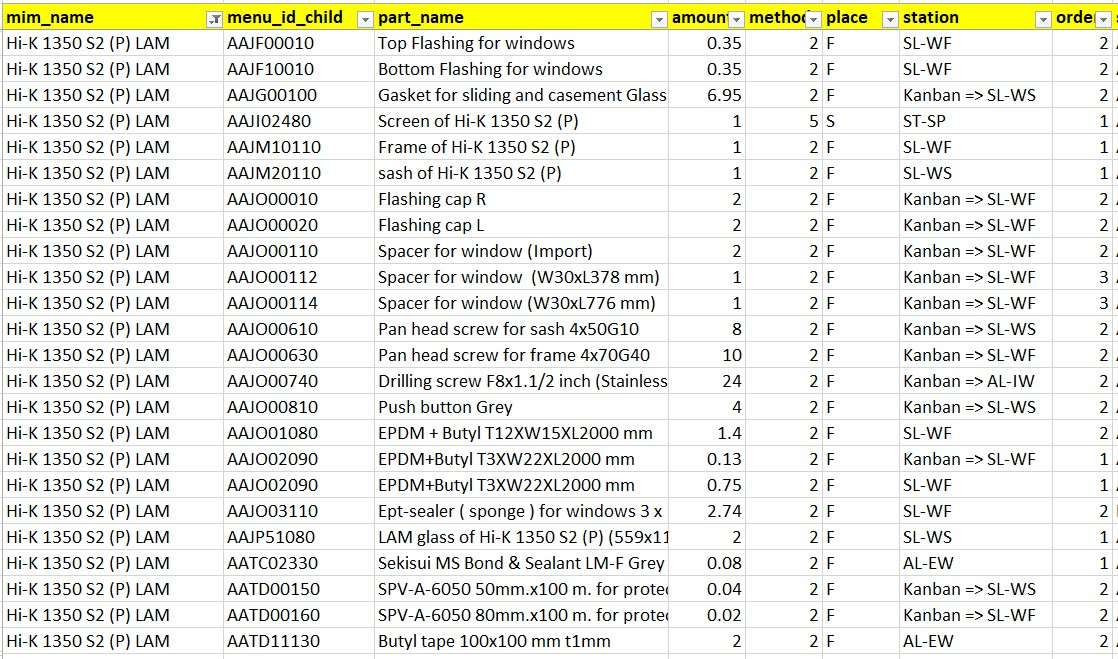 mim_name menu_id_child part_name amoun method place station order
Hi-K 1350 S2 (P) LAM AAJF00010 Top Flashing for windows 0.35 2 F SL-WF 2
Hi-K 1350 S2 (P) LAM AAJF10010 Bottom Flashing for windows 0.35 2 F SL-WF 2
Hi-K 1350 S2 (P) LAM AAJG00100 Gasket for sliding and casement Glass 6.95 2 F Kanban => SL-WS 2
Hi-K 1350 S2 (P) LAM AAJI02480 Screen of Hi-K 1350 S2 (P) 1 5 S ST-SP 1
Hi-K 1350 S2 (P) LAM AAJM10110 Frame of Hi-K 1350 S2 (P) 1 2 F SL-WF 1
Hi-K 1350 S2 (P) LAM AAJM20110 sash of Hi-K 1350 S2 (P) 1 2 F SL-WS 1
Hi-K 1350 S2 (P) LAM AAJO00010 Flashing cap R 2 2 F Kanban => SL-WF 2
Hi-K 1350 S2 (P) LAM AAJO00020 Flashing cap L 2 2 F Kanban => SL-WF 2
Hi-K 1350 S2 (P) LAM AAJO00110 Spacer for window (Import) 2 2 F Kanban => SL-WF 2
Hi-K 1350 S2 (P) LAM AAJO00112 Spacer for window (W30xL378 mm) 1 2 F Kanban => SL-WF 3
Hi-K 1350 S2 (P) LAM AAJO00114 Spacer for window (W30xL776 mm) 1 2 F Kanban => SL-WF 3
Hi-K 1350 S2 (P) LAM AAJO00610 Pan head screw for sash 4x50G10 8 2 F Kanban => SL-WS 2
Hi-K 1350 S2 (P) LAM AAJO00630 Pan head screw for frame 4x70G40 10 2 F Kanban => SL-WF 2
Hi-K 1350 S2 (P) LAM AAJO00740 Drilling screw F8x1.1/2 inch (Stainless 24 2 F Kanban => AL-IW 2
Hi-K 1350 S2 (P) LAM AAJO00810 Push button Grey 4 2 F Kanban => SL-WS 2
Hi-K 1350 S2 (P) LAM AAJO01080 EPDM + Butyl T12XW15XL2000 mm 1.4 2 F SL-WF 2
Hi-K 1350 S2 (P) LAM AAJO02090 EPDM+Butyl T3XW22XL2000 mm 0.13 2 F Kanban => SL-WF 1
Hi-K 1350 S2 (P) LAM AAJO02090 EPDM+Butyl T3XW22XL2000 mm 0.75 2 F SL-WF 1
Hi-K 1350 S2 (P) LAM AAJO03110 Ept-sealer ( sponge ) for windows 3 x 2.74 2 F SL-WF 2
Hi-K 1350 S2 (P) LAM AAJP51080 LAM glass of Hi-K 1350 S2 (P) (559x11 2 2 F SL-WS 1
Hi-K 1350 S2 (P) LAM AATC02330 Sekisui MS Bond & Sealant LM-F Grey 0.08 2 F AL-EW 1
Hi-K 1350 S2 (P) LAM AATD00150 SPV-A-6050 50mm.x100 m. for prote 0.04 2 F Kanban => SL-WS 2
Hi-K 1350 S2 (P) LAM AATD00160 SPV-A-6050 80mm.x100 m. for prote 0.02 2 F Kanban => SL-WF 2
Hi-K 1350 S2 (P) LAM AATD11130 Butyl tape 100x100 mm t1mm 2 2 F AL-EW 2